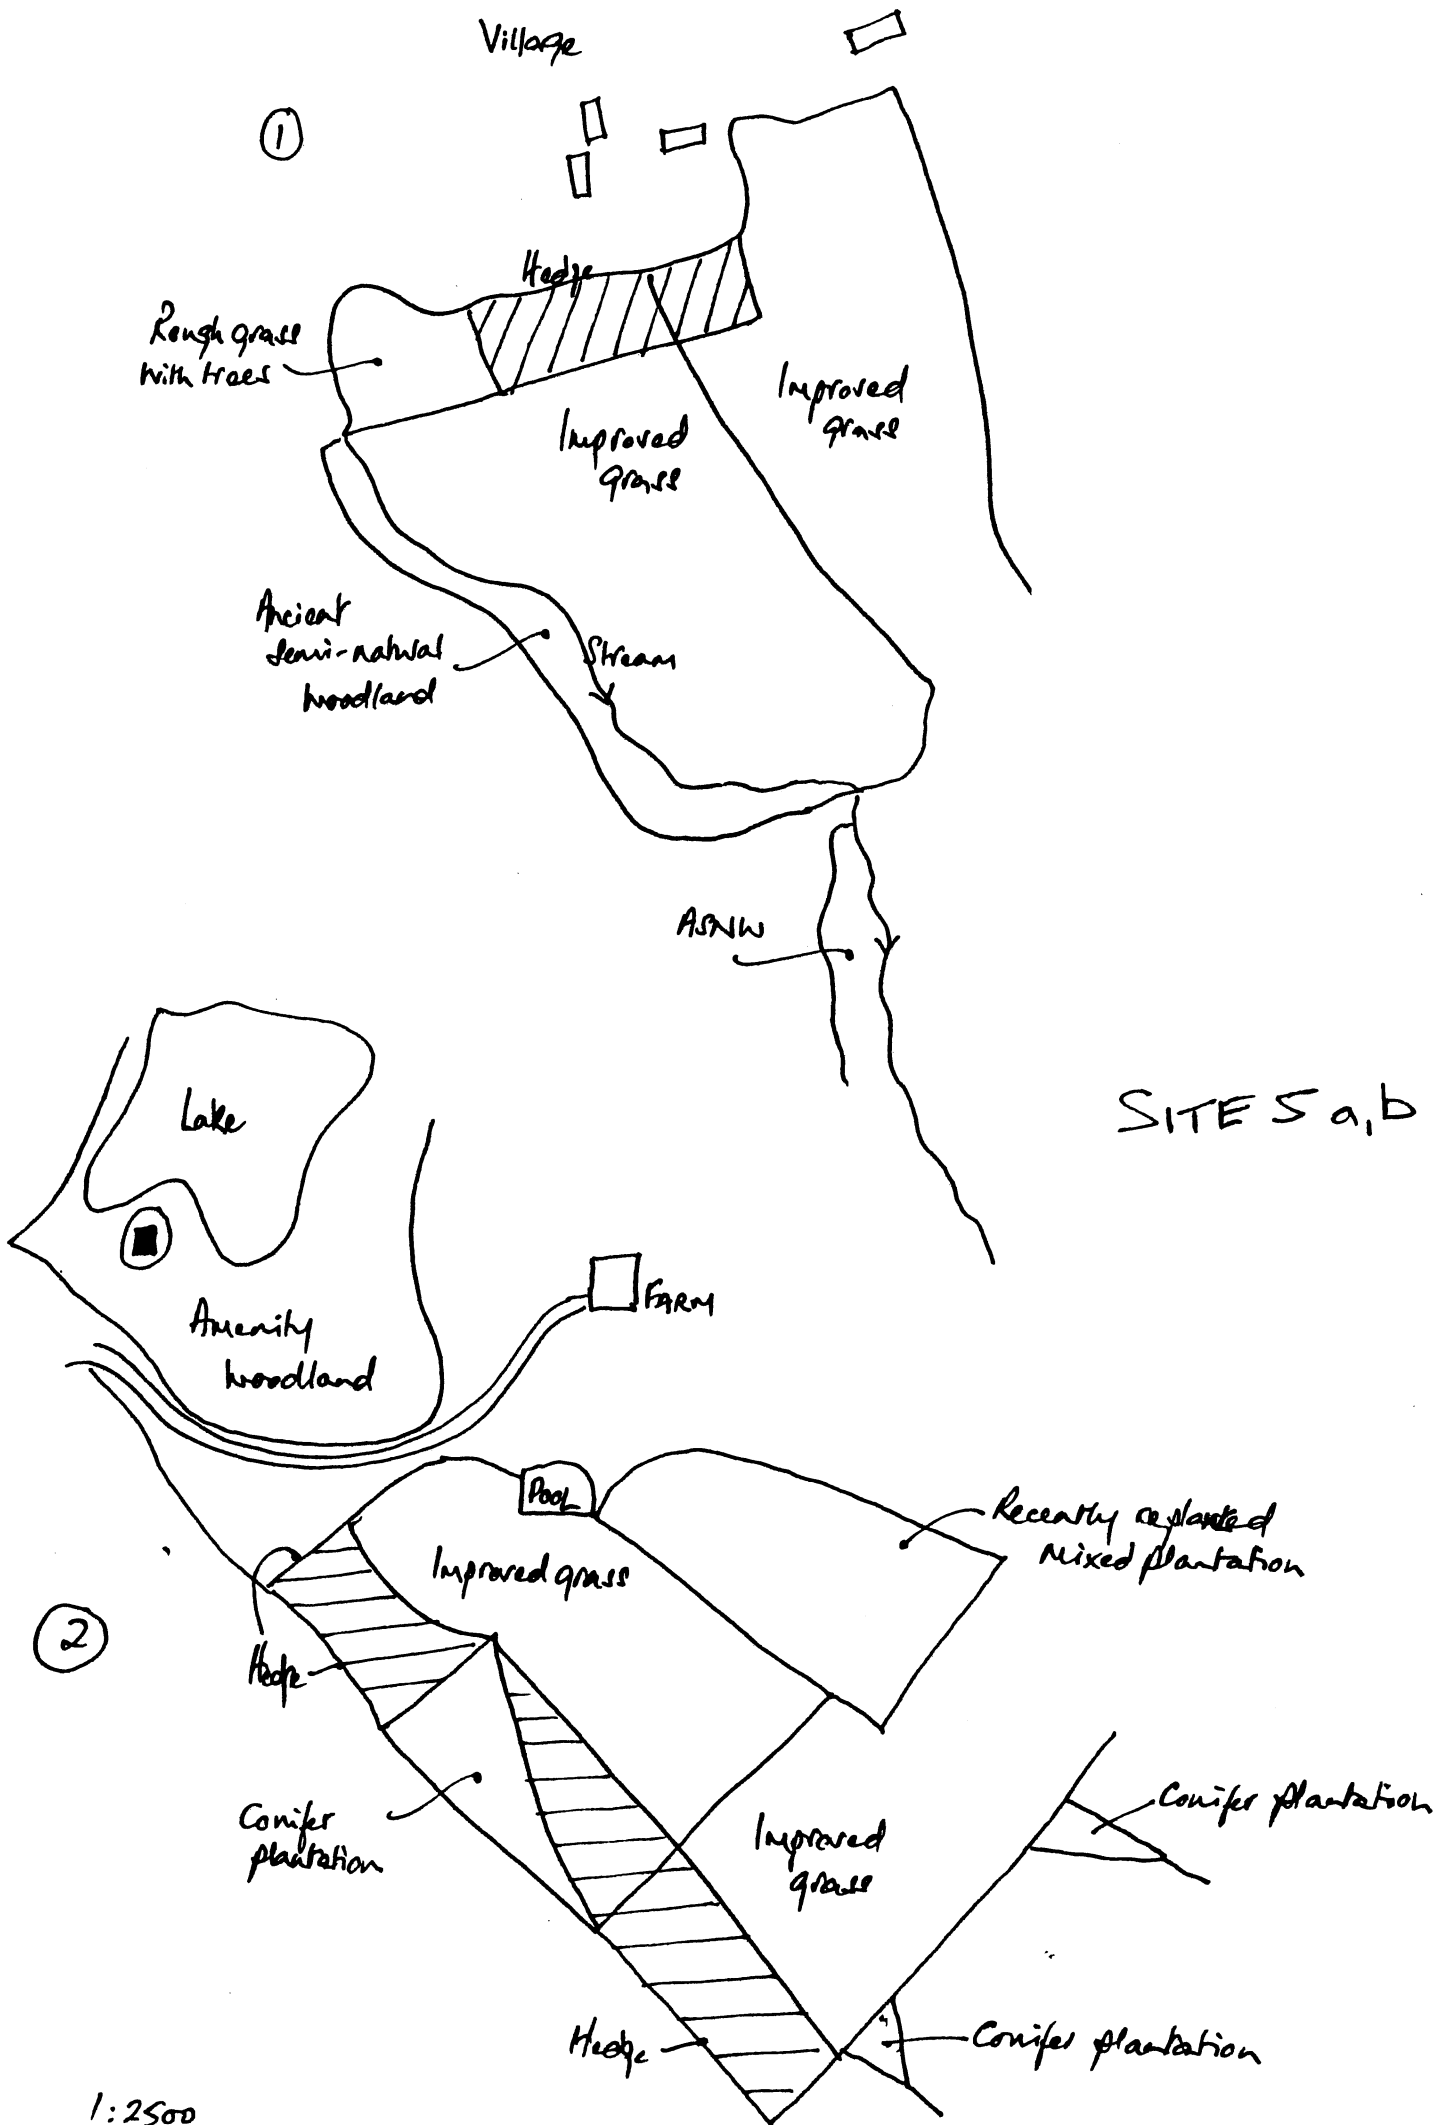 Village
1
Hedge
Rough grass
with trees
Improved
grass
Improved
grass
Ancient
semi-natural
woodland
Stream
ASNW
SITE 5 a,b
Lake
FARM
Amenity
woodland
Pool
Recently replanted
Mixed plantation
Improved grass
2
Hedge
Conifer
plantation
Improved
grass
Conifer plantation
Hedge
Conifer plantation
1:2500